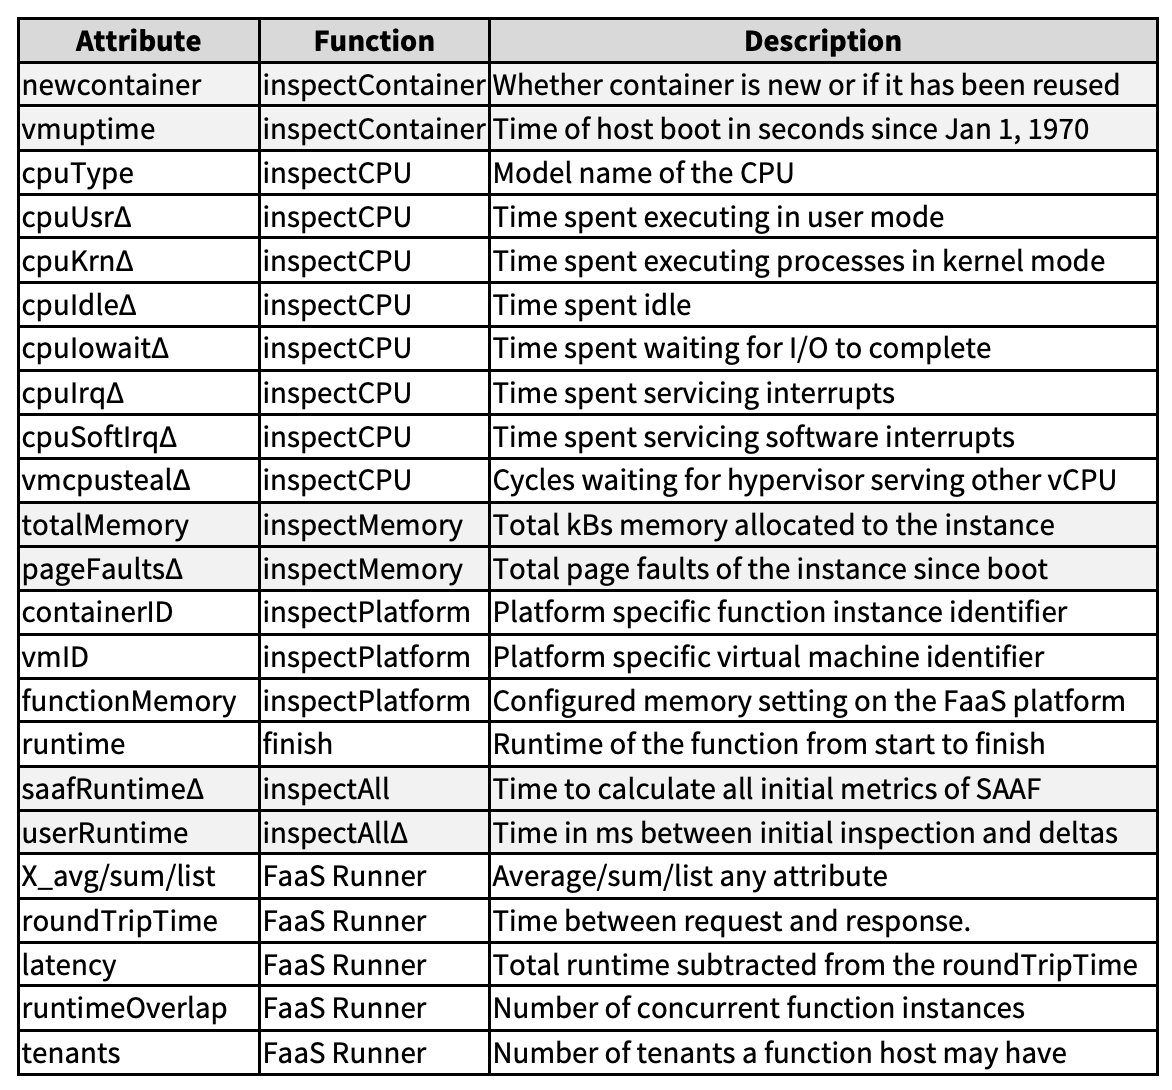 Attribute Function Description
newcontainer inspectContainer Whether container is new or if it has been reused
vmuptime inspectContainer Time of host boot in seconds since Jan 1, 1970
cpuType inspectCPU Model name of the CPU
cpuUsrΔ inspectCPU Time spent executing in user mode
cpuKrnΔ inspectCPU Time spent executing processes in kernel mode
cpuIdleΔ inspectCPU Time spent idle
cpuIowaitΔ inspectCPU Time spent waiting for I/O to complete
cpuIrqΔ inspectCPU Time spent servicing interrupts
cpuSoftIrqΔ inspectCPU Time spent servicing software interrupts
vmcpustealΔ inspectCPU Cycles waiting for hypervisor serving other vCPU
totalMemory inspectMemory Total kBs memory allocated to the instance
pageFaultsΔ inspectMemory Total page faults of the instance since boot
containerID inspectPlatform Platform specific function instance identifier
vmID inspectPlatform Platform specific virtual machine identifier
functionMemory inspectPlatform Configured memory setting on the FaaS platform
runtime finish Runtime of the function from start to finish
saafRuntimeΔ inspectAll Time to calculate all initial metrics of SAAF
userRuntime inspectAllΔ Time in ms between initial inspection and deltas
X_avg/sum/list FaaS Runner Average/sum/list any attribute
roundTripTime FaaS Runner Time between request and response.
latency FaaS Runner Total runtime subtracted from the roundTripTime
runtimeOverlap FaaS Runner Number of concurrent function instances
tenants FaaS Runner Number of tenants a function host may have